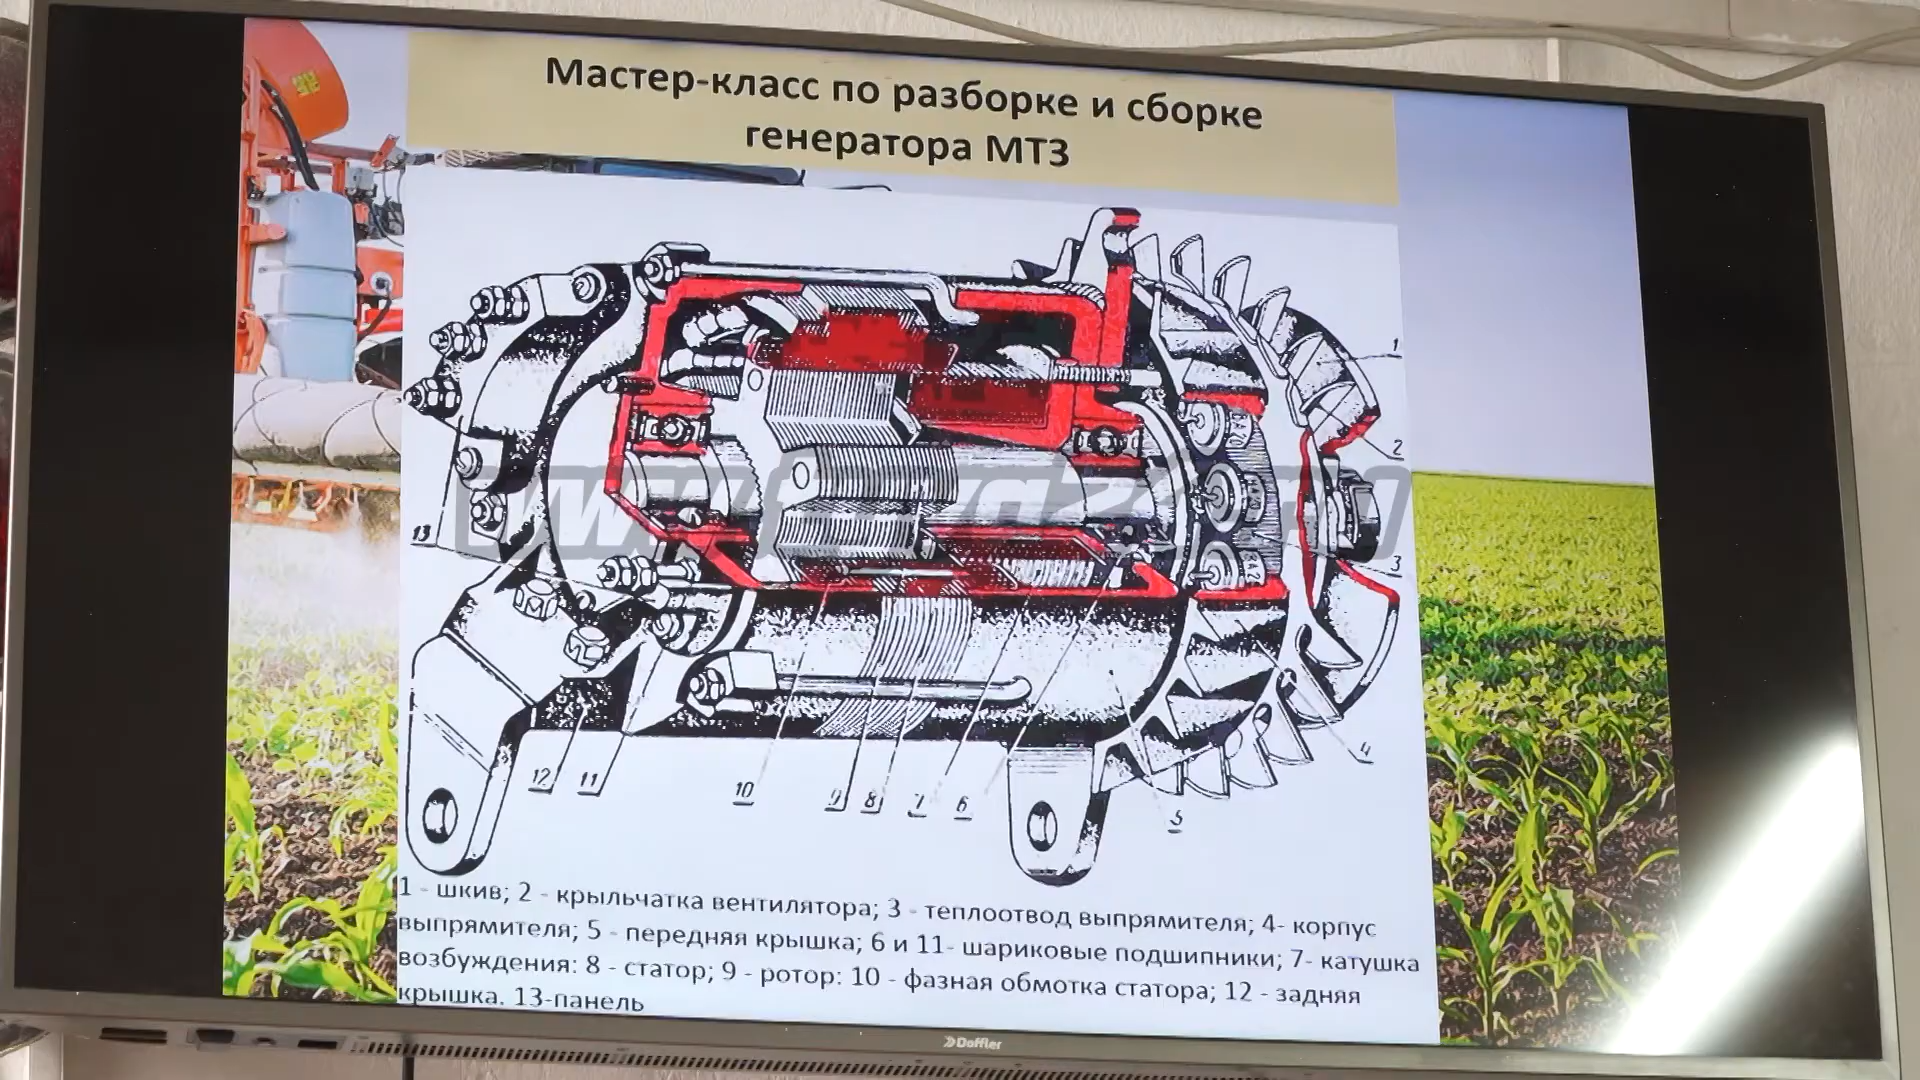 Мастер-класс по разборке и сборке
генератора МТЗ
1
2
13
3
4
12
11
10
9
8
7
6
5
1 - шкив; 2 - крыльчатка вентилятора; 3 - теплоотвод выпрямителя; 4- корпус
выпрямителя; 5 - передняя крышка; 6 и 11- шариковые подшипники; 7- катушка
возбуждения: 8 - статор; 9 - ротор: 10 - фазная обмотка статора; 12 - задняя
крышка. 13-панель
Doffler